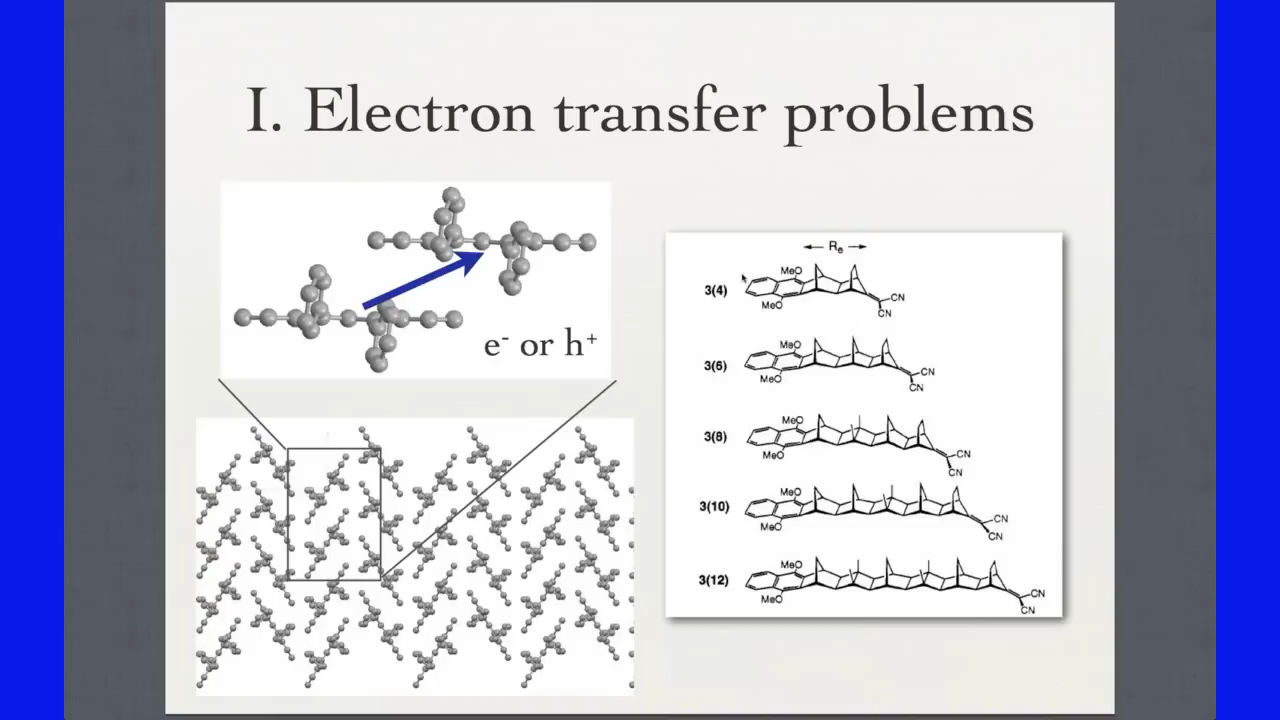 I. Electron transfer problems
e⁻ or h⁺
← Rₑ →
3(4)
MeO
MeO
CN
CN
3(6)
MeO
MeO
CN
CN
3(8)
MeO
MeO
CN
CN
3(10)
MeO
MeO
CN
CN
3(12)
MeO
MeO
CN
CN